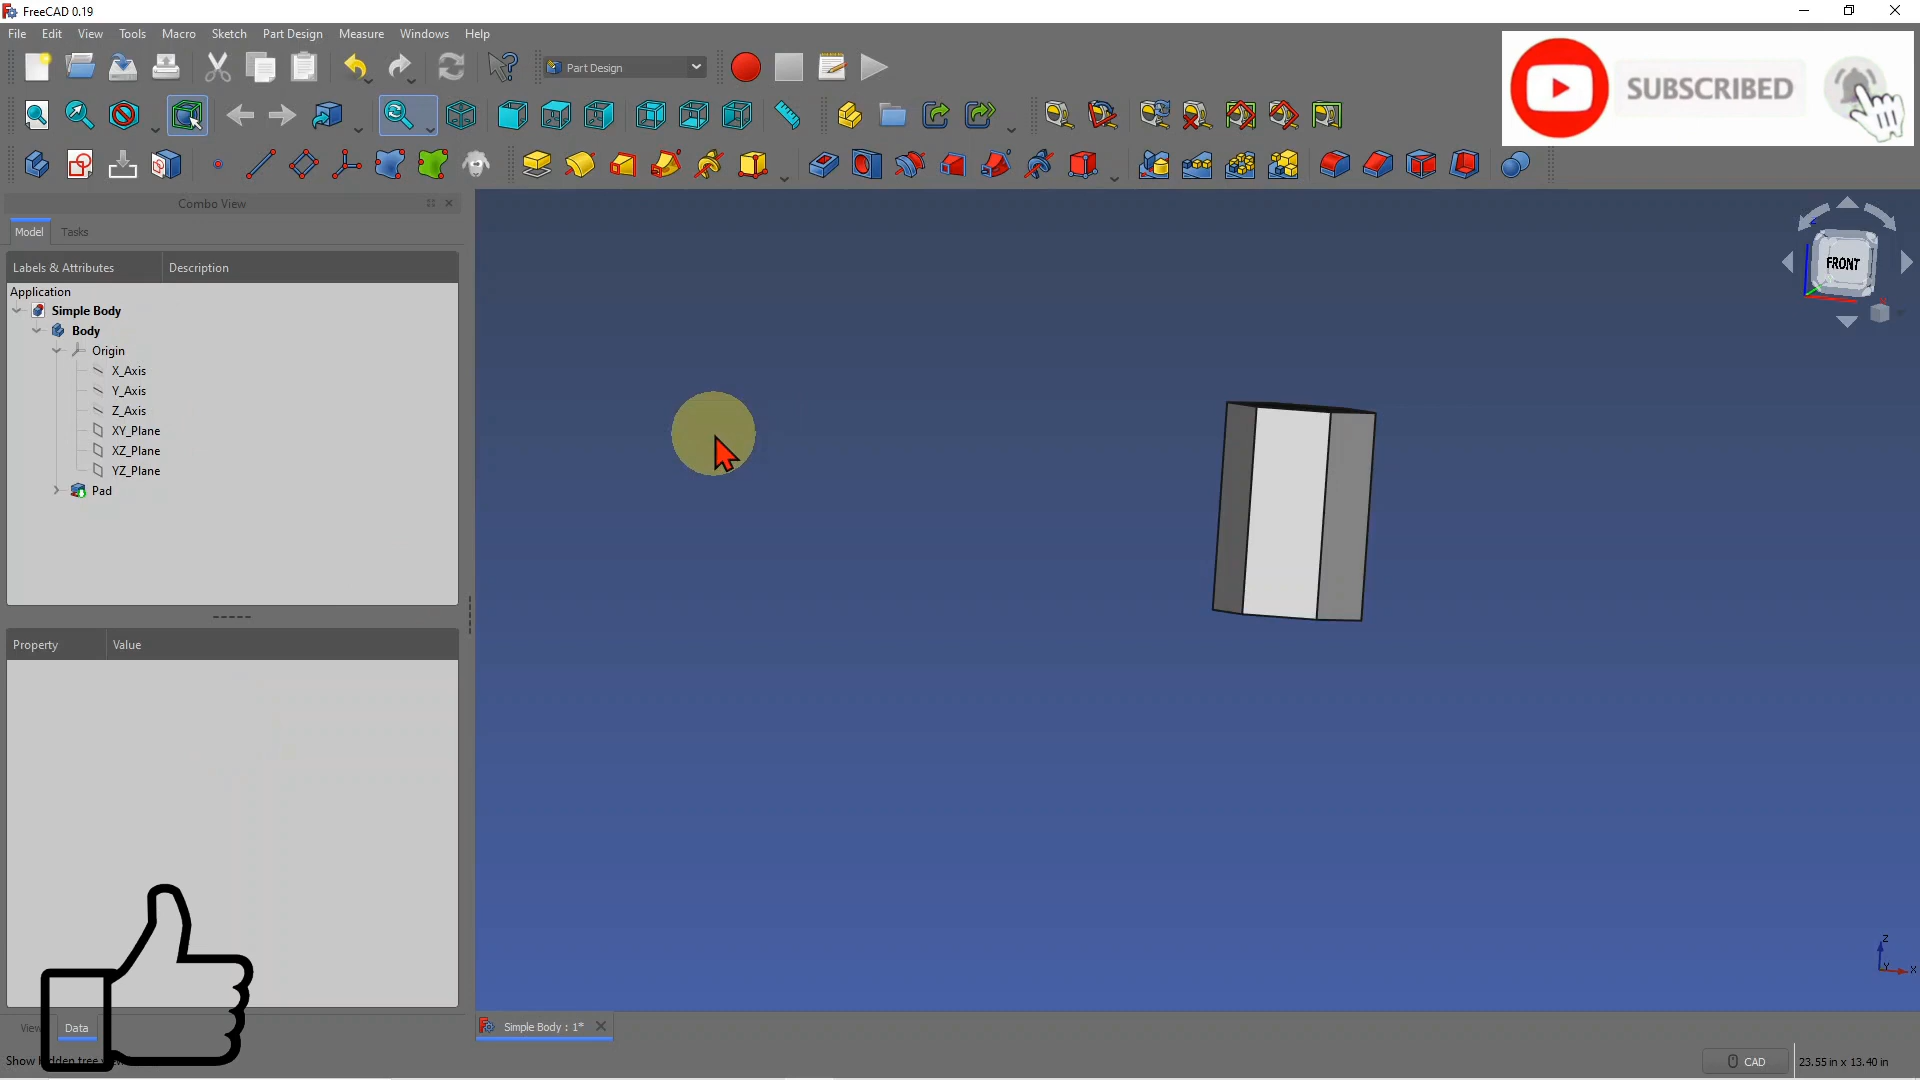 FreeCAD 0.19
File Edit View Tools Macro Sketch Part Design Measure Windows Help
Part Design
SUBSCRIBED
Combo View
Model Tasks
Labels & Attributes Description
Application
Simple Body
Body
Origin
X_Axis
Y_Axis
Z_Axis
XY_Plane
XZ_Plane
YZ_Plane
Pad
FRONT
Z
X
Property Value
Z
Y
X
Data
Simple Body : 1*
Show
CAD
23.55 in x 13.40 in